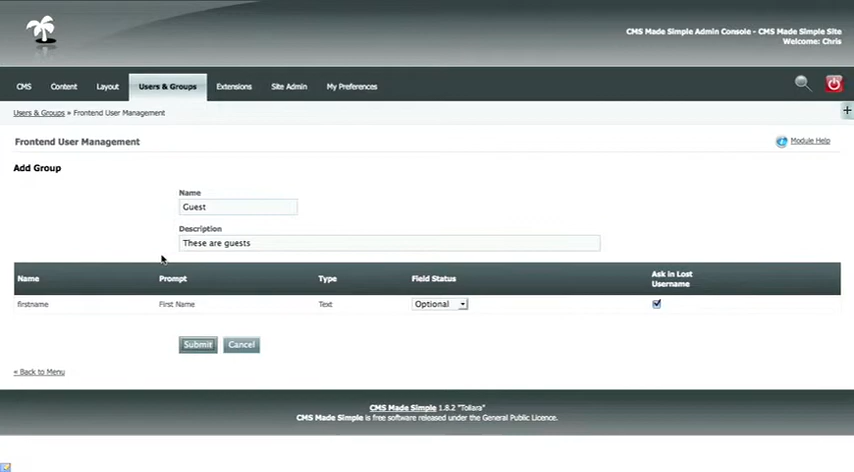 CMS Made Simple Admin Console - CMS Made Simple Site
Welcome: Chris
CMS Content Layout Users & Groups Extensions Site Admin My Preferences
Users & Groups » Frontend User Management
Frontend User Management
Module Help
Add Group
Name
Guest
Description
These are guests
Name Prompt Type Field Status Ask in Lost Username
firstname First Name Text Optional
Submit Cancel
« Back to Menu
CMS Made Simple 1.8.2 "Tollara"
CMS Made Simple is free software released under the General Public Licence.